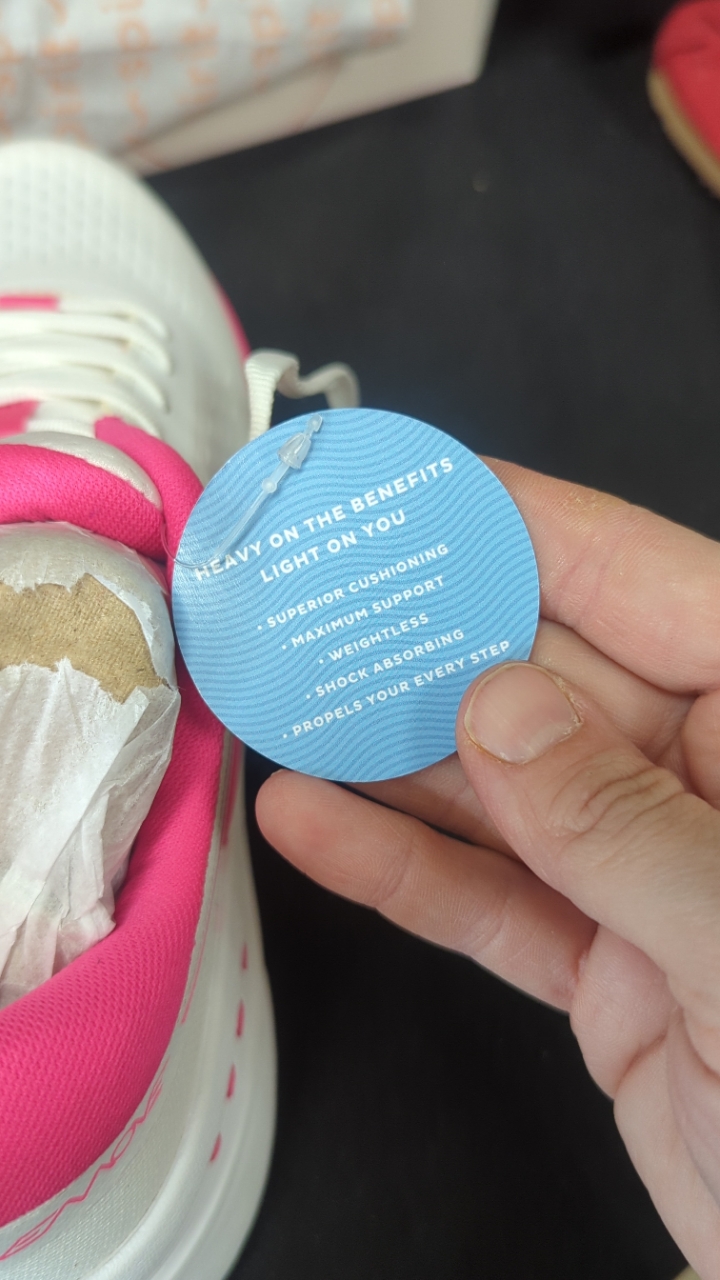 HEAVY ON THE BENEFITS
LIGHT ON YOU
• SUPERIOR CUSHIONING
• MAXIMUM SUPPORT
• WEIGHTLESS
• SHOCK ABSORBING
• PROPELS YOUR EVERY STEP